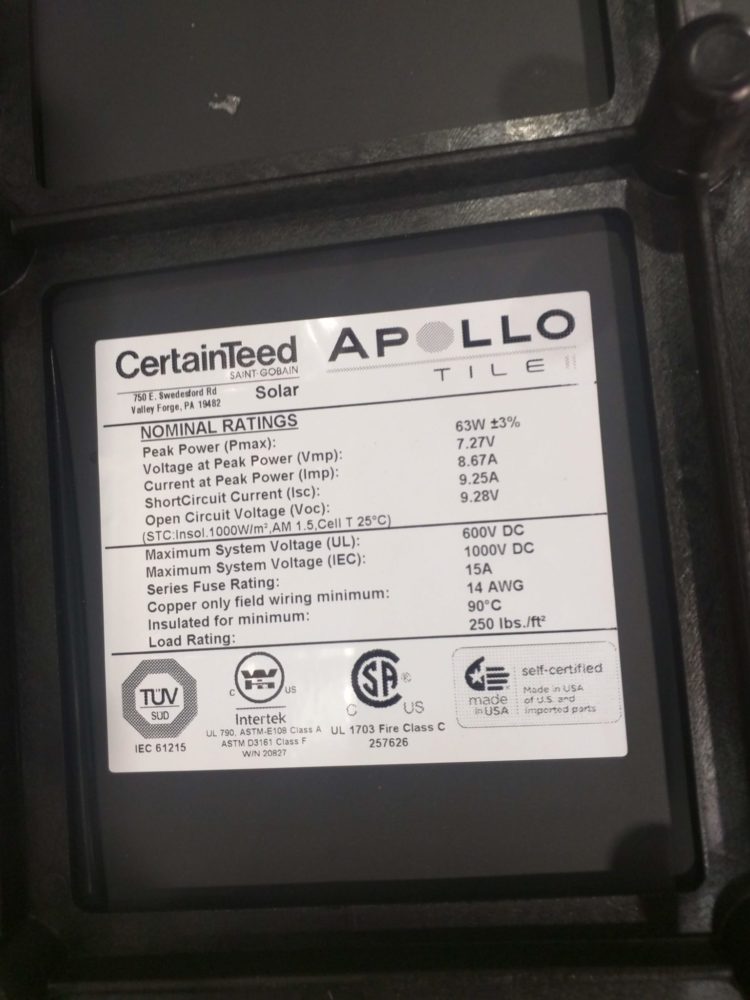 CertainTeed
SAINT-GOBAIN
750 E. Swedesford Rd
Valley Forge, PA 19482
Solar
APOLLO
TILE II
NOMINAL RATINGS
Peak Power (Pmax): 63W ±3%
Voltage at Peak Power (Vmp): 7.27V
Current at Peak Power (Imp): 8.67A
ShortCircuit Current (Isc): 9.25A
Open Circuit Voltage (Voc): 9.28V
(STC:Insol.1000W/m²,AM 1.5,Cell T 25°C)
Maximum System Voltage (UL): 600V DC
Maximum System Voltage (IEC): 1000V DC
Series Fuse Rating: 15A
Copper only field wiring minimum: 14 AWG
Insulated for minimum: 90°C
Load Rating: 250 lbs./ft²
TÜV
SUD
IEC 61215
C US
Intertek
UL 790, ASTM-E108 Class A
ASTM D3161 Class F
W/N 20827
SA®
C US
UL 1703 Fire Class C
257626
made
in USA
self-certified
Made in USA
of U.S. and
imported parts